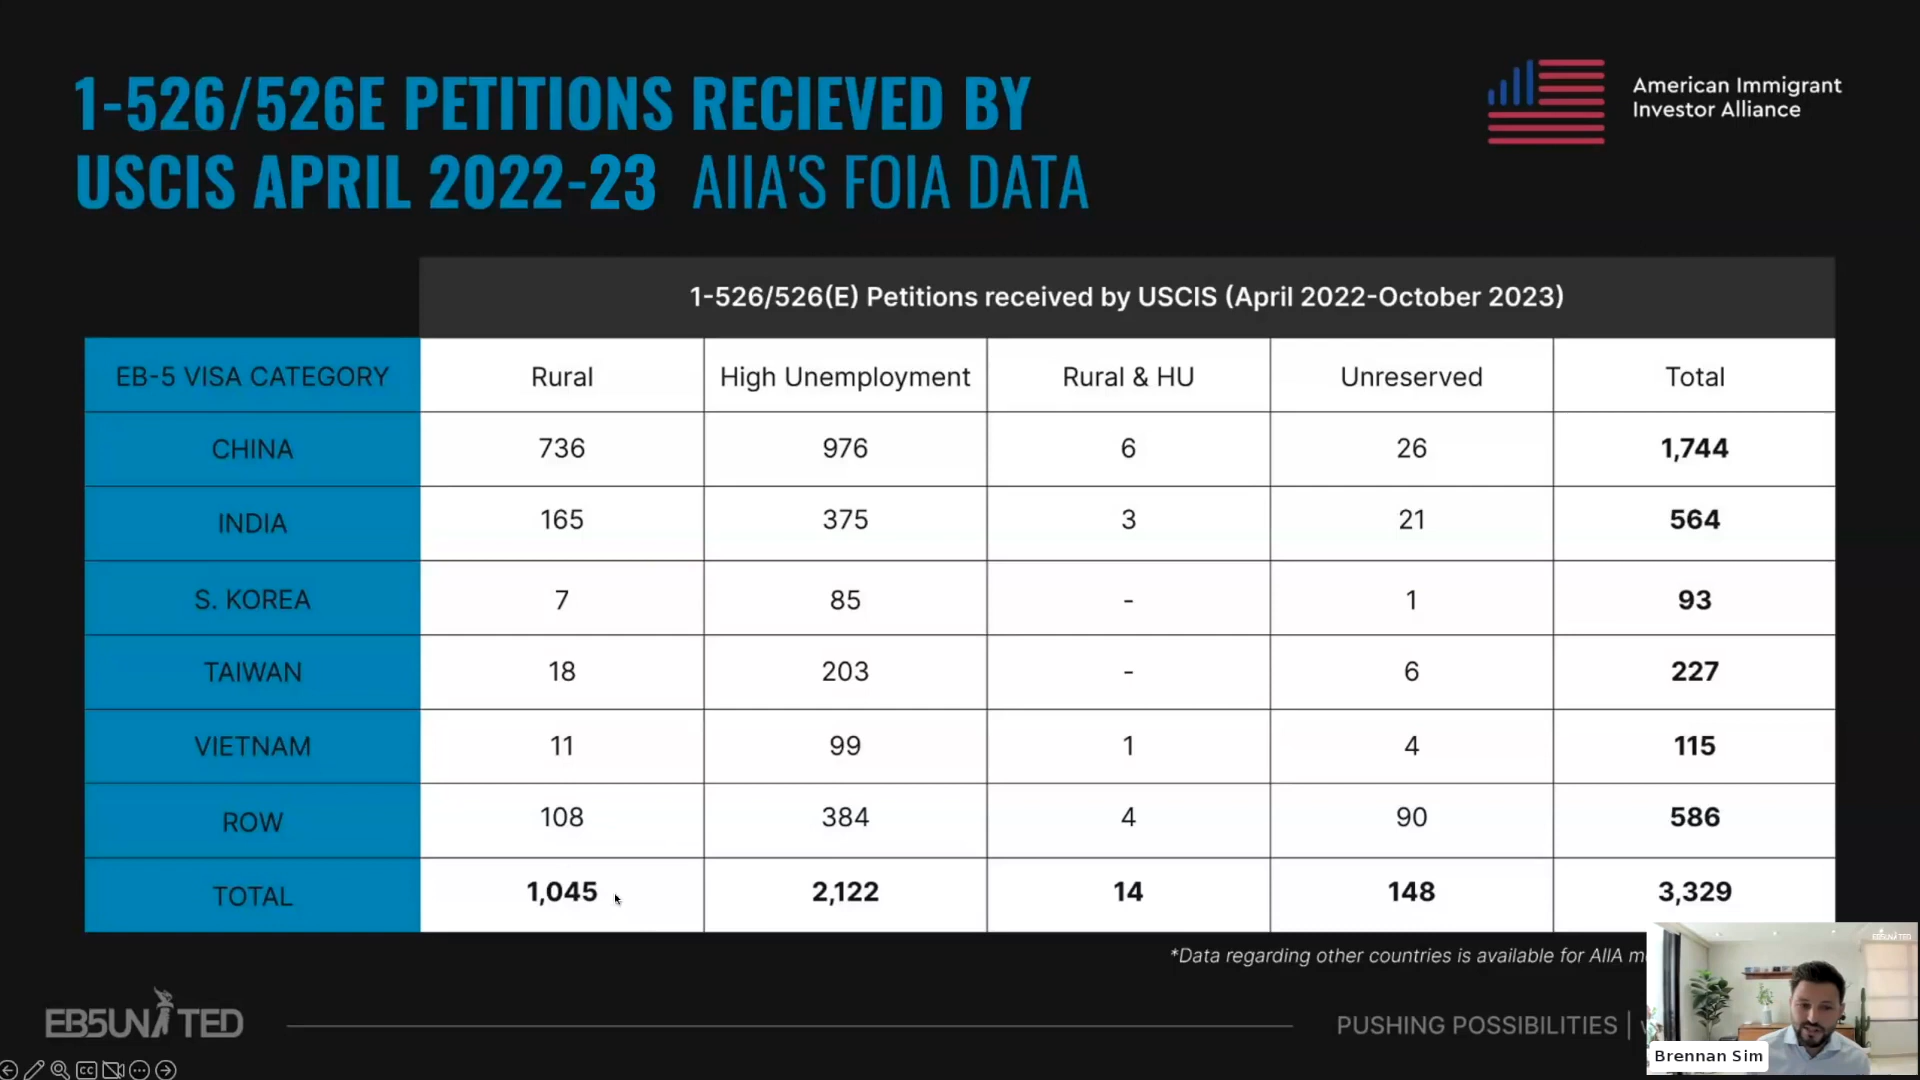 1-526/526E PETITIONS RECIEVED BY
USCIS APRIL 2022-23 AIIA'S FOIA DATA
American Immigrant
Investor Alliance
1-526/526(E) Petitions received by USCIS (April 2022-October 2023)
EB-5 VISA CATEGORY Rural High Unemployment Rural & HU Unreserved Total
CHINA 736 976 6 26 1,744
INDIA 165 375 3 21 564
S. KOREA 7 85 - 1 93
TAIWAN 18 203 - 6 227
VIETNAM 11 99 1 4 115
ROW 108 384 4 90 586
TOTAL 1,045 2,122 14 148 3,329
*Data regarding other countries is available for AIIA
EB5UNITED
PUSHING POSSIBILITIES |
EB5UNITED
Brennan Sim
CC